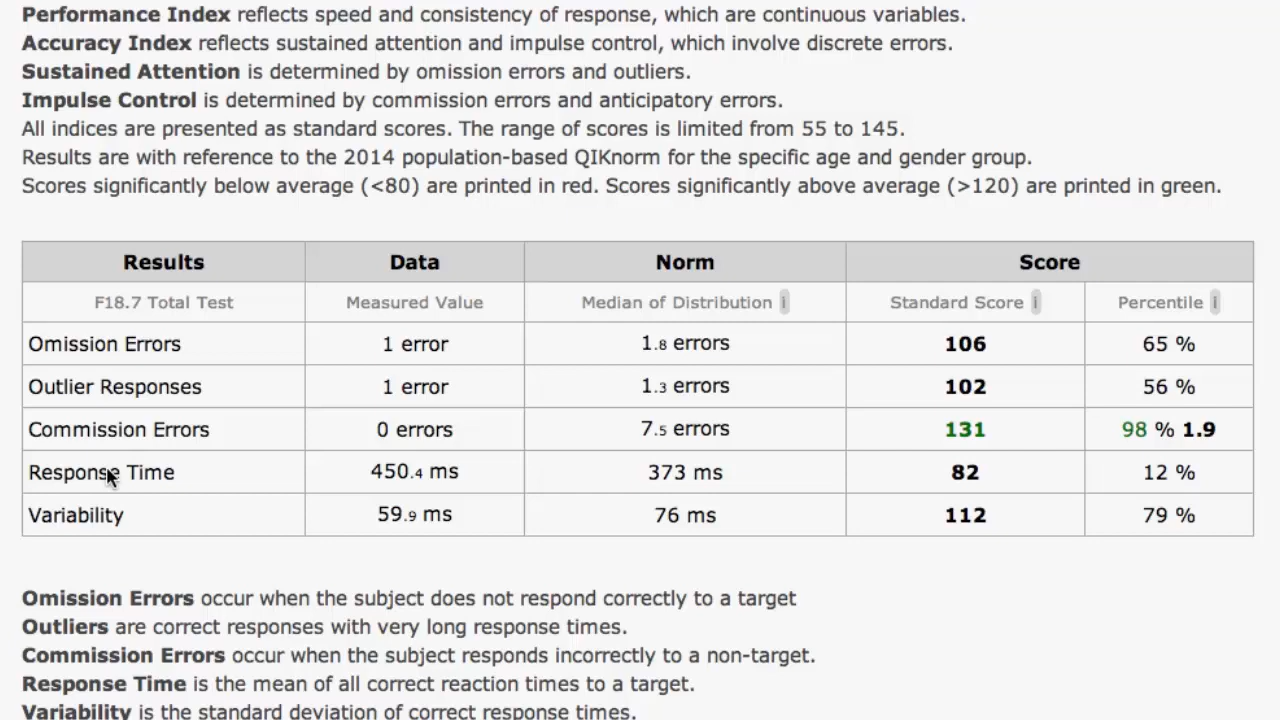 Performance Index reflects speed and consistency of response, which are continuous variables.
Accuracy Index reflects sustained attention and impulse control, which involve discrete errors.
Sustained Attention is determined by omission errors and outliers.
Impulse Control is determined by commission errors and anticipatory errors.
All indices are presented as standard scores. The range of scores is limited from 55 to 145.
Results are with reference to the 2014 population-based QIKnorm for the specific age and gender group.
Scores significantly below average (<80) are printed in red. Scores significantly above average (>120) are printed in green.
Results Data Norm Score
F18.7 Total Test Measured Value Median of Distribution i Standard Score i Percentile i
Omission Errors 1 error 1.8 errors 106 65 %
Outlier Responses 1 error 1.3 errors 102 56 %
Commission Errors 0 errors 7.5 errors 131 98 % 1.9
Response Time 450.4 ms 373 ms 82 12 %
Variability 59.9 ms 76 ms 112 79 %
Omission Errors occur when the subject does not respond correctly to a target
Outliers are correct responses with very long response times.
Commission Errors occur when the subject responds incorrectly to a non-target.
Response Time is the mean of all correct reaction times to a target.
Variability is the standard deviation of correct response times.